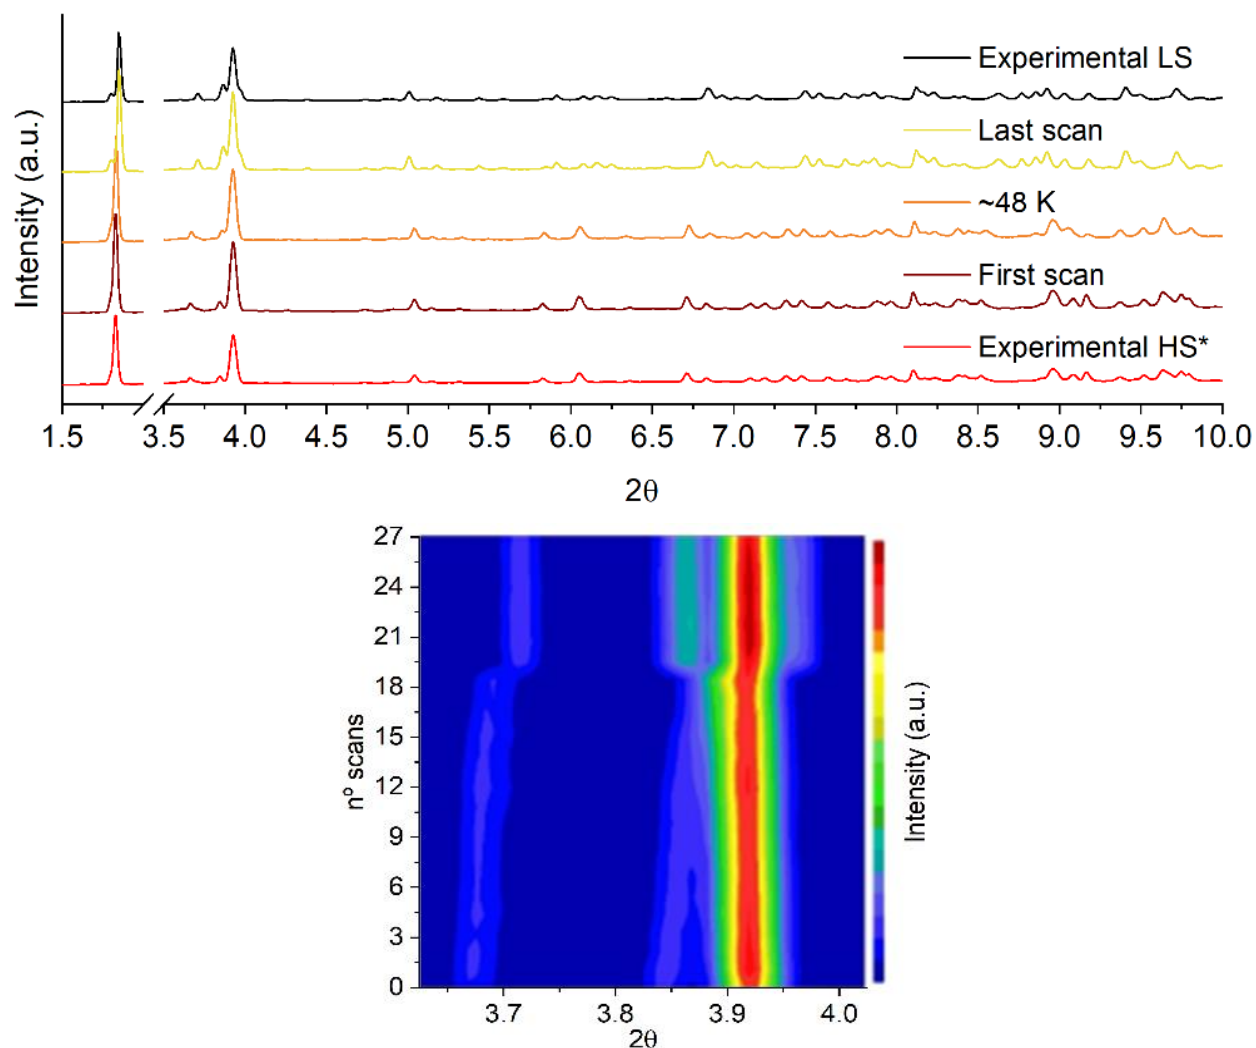 Intensity (a.u.)
Experimental LS
Last scan
~48 K
First scan
Experimental HS*
1.5 3.5 4.0 4.5 5.0 5.5 6.0 6.5 7.0 7.5 8.0 8.5 9.0 9.5 10.0
2θ
27
24
21
18
15
12
9
6
3
0
nº scans
3.7 3.8 3.9 4.0
2θ
Intensity (a.u.)